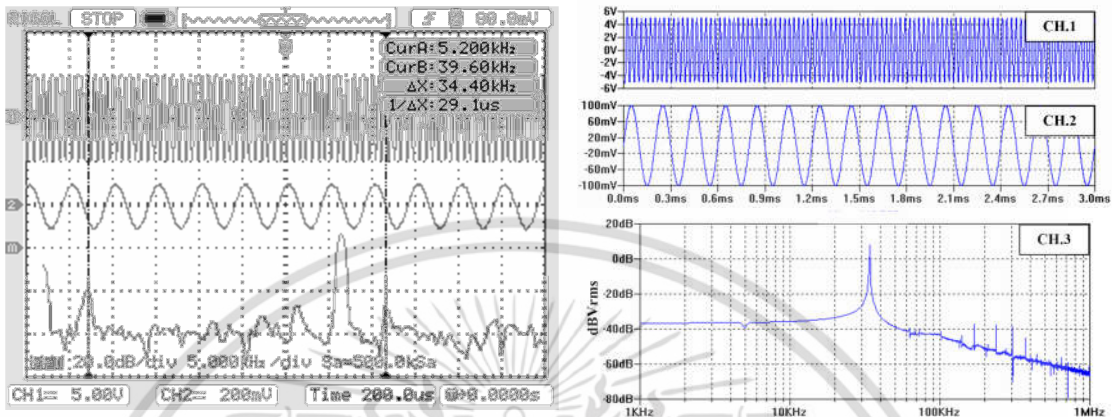 RIGOL STOP 80.0mV
CurA: 5.200kHz
CurB: 39.60kHz
ΔX: 34.40kHz
1/ΔX: 29.1us
1
2
m
20.0dB/div 5.000kHz/div Sa=500.0kSa
CH1= 5.00V CH2= 200mV Time 200.0us 0.0000s
6V
4V
2V
0V
-2V
-4V
-6V
CH.1
100mV
60mV
20mV
-20mV
-60mV
-100mV
CH.2
0.0ms 0.3ms 0.6ms 0.9ms 1.2ms 1.5ms 1.8ms 2.1ms 2.4ms 2.7ms 3.0ms
20dB
0dB
-20dB
-40dB
-60dB
-80dB
dBVrms
CH.3
1KHz 10KHz 100KHz 1MHz